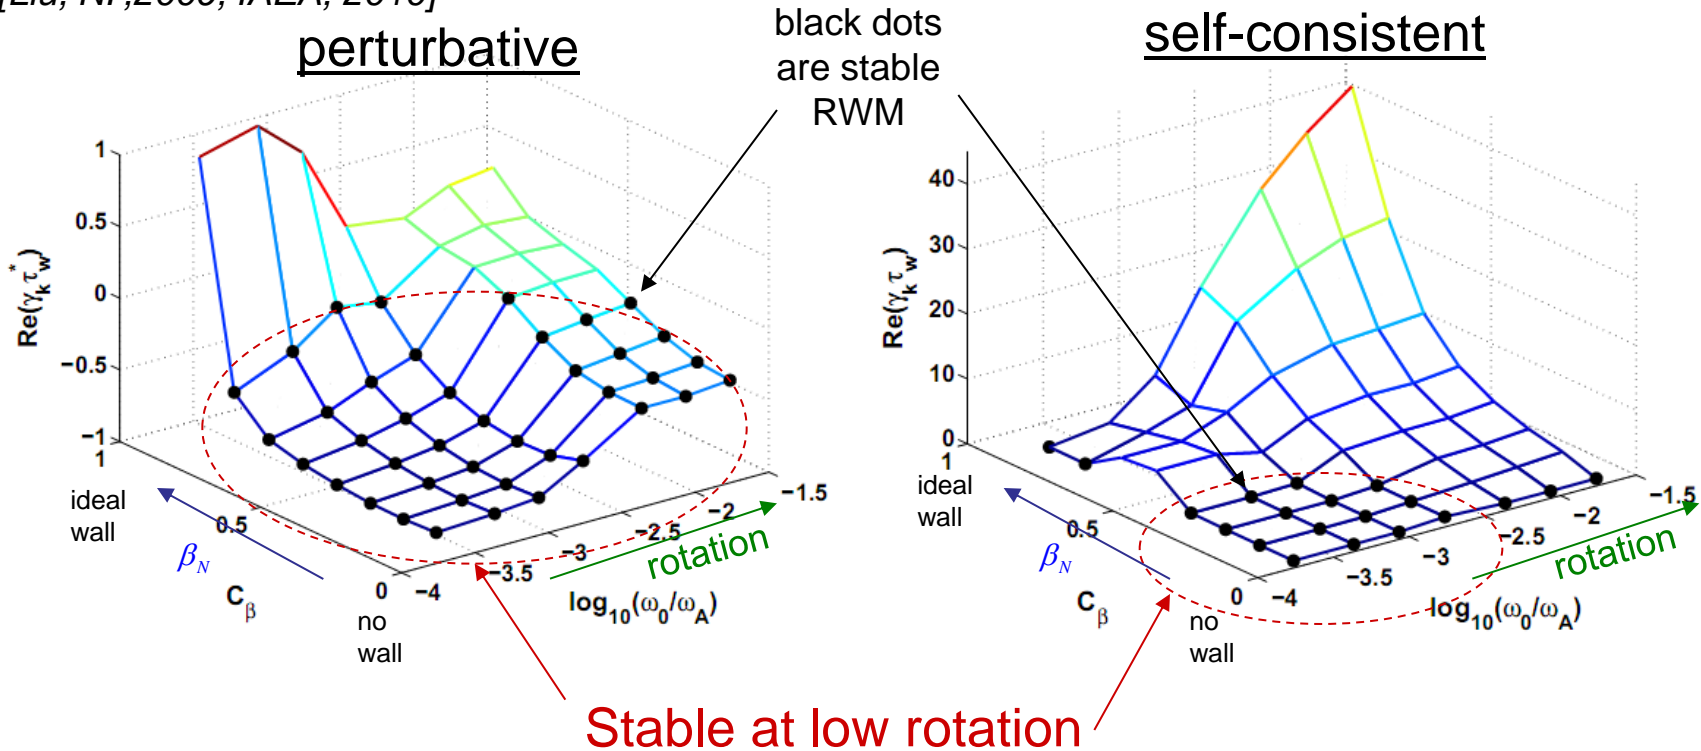 perturbative
black dots
are stable
RWM
self-consistent
Re(γk τ*w)
1
0.5
0
−0.5
−1
1
0.5
0
ideal
wall
βN
Cβ
no
wall
−4
−3.5
−3
−2.5
−2
−1.5
rotation
log10(ω0/ωA)
Re(γk τw)
40
30
20
10
0
1
0.5
0
ideal
wall
βN
Cβ
no
wall
−4
−3.5
−3
−2.5
−2
−1.5
rotation
log10(ω0/ωA)
Stable at low rotation